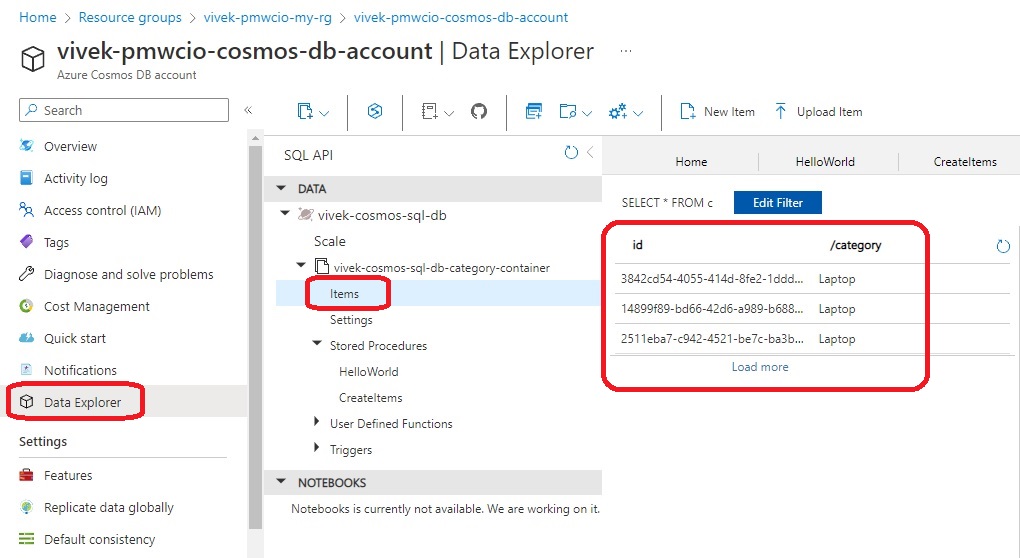 Home > Resource groups > vivek-pmwcio-my-rg > vivek-pmwcio-cosmos-db-account
vivek-pmwcio-cosmos-db-account | Data Explorer ...
Azure Cosmos DB account
Search «
Overview
Activity log
Access control (IAM)
Tags
Diagnose and solve problems
Cost Management
Quick start
Notifications
Data Explorer
Settings
Features
Replicate data globally
Default consistency
New Item
Upload Item
SQL API
DATA
vivek-cosmos-sql-db
Scale
vivek-cosmos-sql-db-category-container
Items
Settings
Stored Procedures
HelloWorld
CreateItems
User Defined Functions
Triggers
NOTEBOOKS
Notebooks is currently not available. We are working on it.
Home HelloWorld CreateItems
SELECT * FROM c Edit Filter
id /category
3842cd54-4055-414d-8fe2-1ddd... Laptop
14899f89-bd66-42d6-a989-b688... Laptop
2511eba7-c942-4521-be7c-ba3b... Laptop
Load more